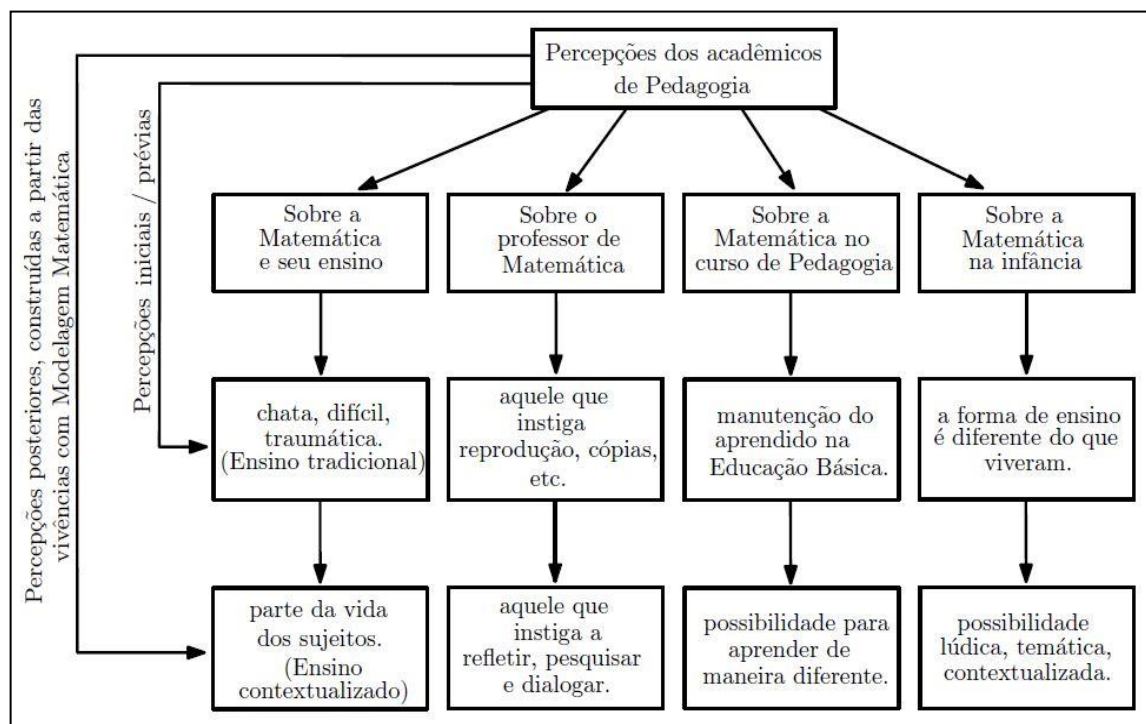 Percepções dos acadêmicos
de Pedagogia
Percepções posteriores, construídas a partir das
vivências com Modelagem Matemática
Percepções iniciais / prévias
Sobre a
Matemática
e seu ensino
Sobre o
professor de
Matemática
Sobre a
Matemática no
curso de Pedagogia
Sobre a
Matemática
na infância
chata, difícil,
traumática.
(Ensino tradicional)
aquele que
instiga
reprodução, cópias,
etc.
manutenção do
aprendido na
Educação Básica.
a forma de ensino
é diferente do que
viveram.
parte da vida
dos sujeitos.
(Ensino
contextualizado)
aquele que
instiga a
refletir, pesquisar
e dialogar.
possibilidade para
aprender de
maneira diferente.
possibilidade
lúdica, temática,
contextualizada.